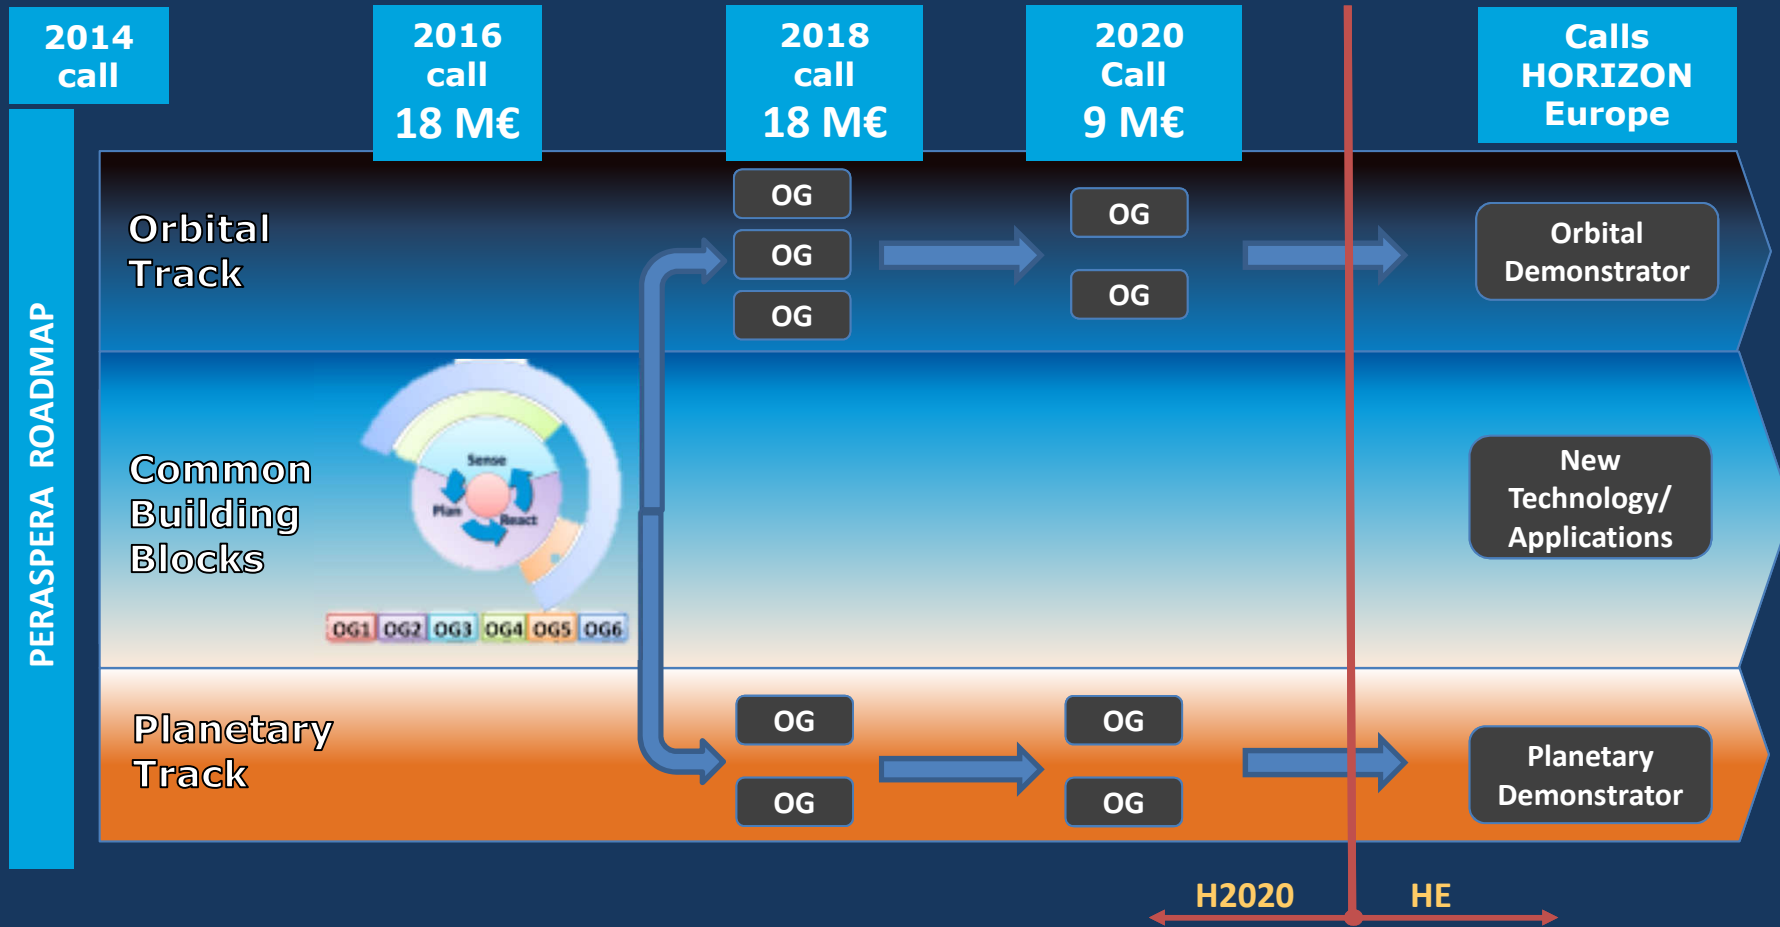 2014
call
2016
call
18 M€
2018
call
18 M€
2020
Call
9 M€
Calls
HORIZON
Europe
PERASPERA ROADMAP
Orbital
Track
OG
OG
OG
OG
OG
Orbital
Demonstrator
Common
Building
Blocks
Sense
Plan
React
OG1 OG2 OG3 OG4 OG5 OG6
New
Technology/
Applications
Planetary
Track
OG
OG
OG
OG
Planetary
Demonstrator
H2020
HE